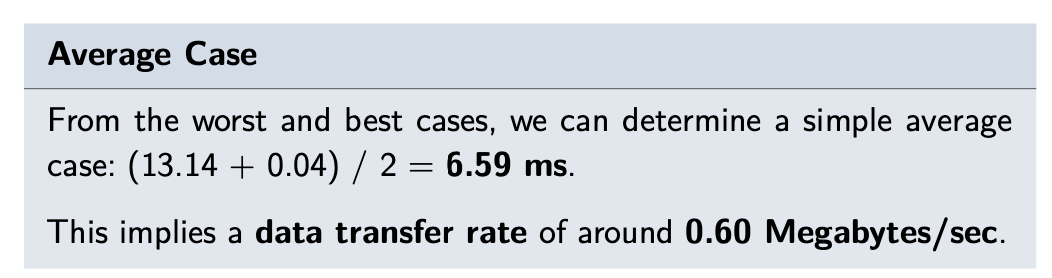 Average Case
From the worst and best cases, we can determine a simple average
case: (13.14 + 0.04) / 2 = 6.59 ms.
This implies a data transfer rate of around 0.60 Megabytes/sec.